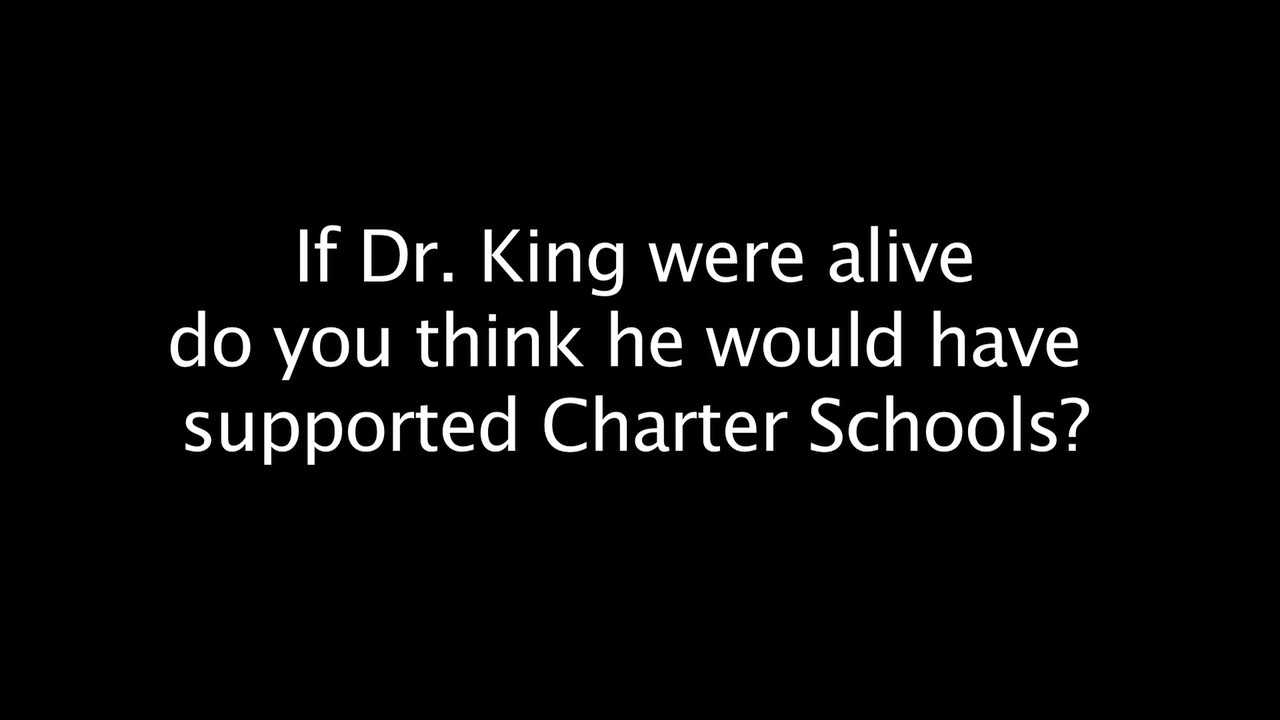 If Dr. King were alive
do you think he would have
supported Charter Schools?